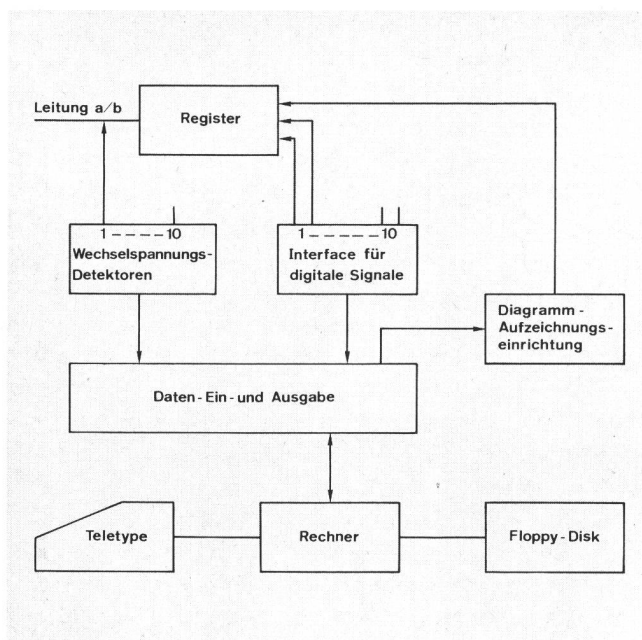 Leitung a/b
Register
1 ----- 10
Wechselspannungs-
Detektoren
1 ------ 10
Interface für
digitale Signale
Diagramm -
Aufzeichnungs-
einrichtung
Daten - Ein - und Ausgabe
Teletype
Rechner
Floppy - Disk